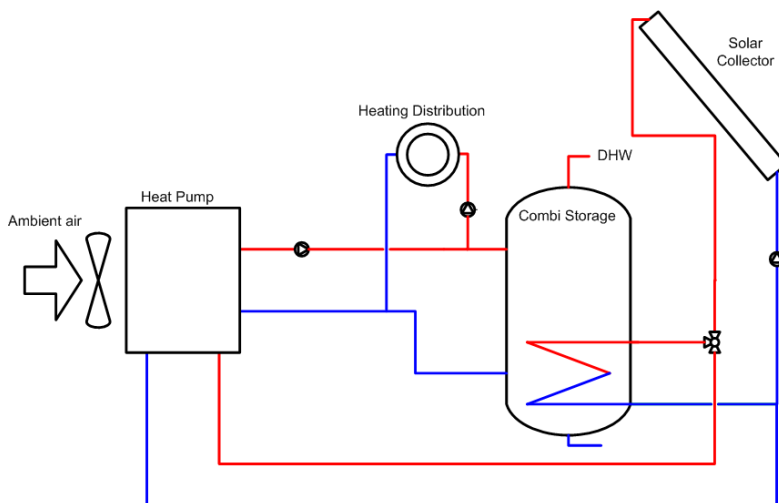 Solar
Collector
Heating Distribution
DHW
Heat Pump
Combi Storage
Ambient air